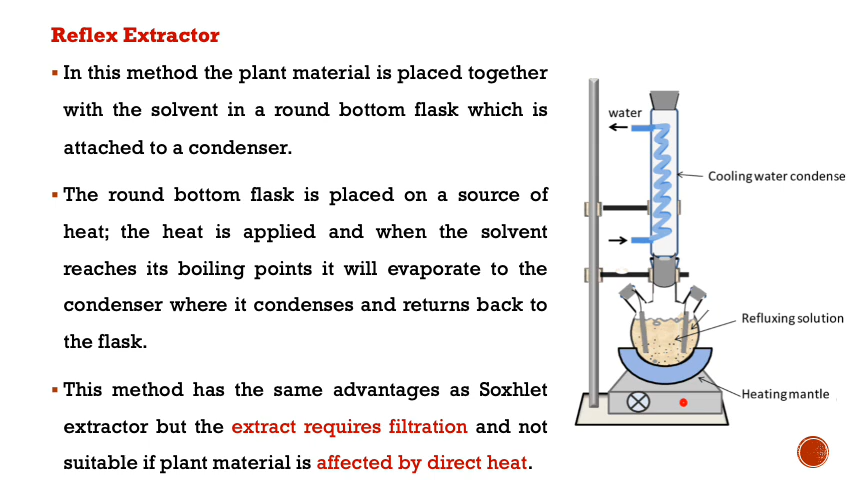 Reflex Extractor
▪ In this method the plant material is placed together
with the solvent in a round bottom flask which is
attached to a condenser.
▪ The round bottom flask is placed on a source of
heat; the heat is applied and when the solvent
reaches its boiling points it will evaporate to the
condenser where it condenses and returns back to
the flask.
▪ This method has the same advantages as Soxhlet
extractor but the extract requires filtration and not
suitable if plant material is affected by direct heat.
water
Cooling water condense
Refluxing solution
Heating mantle